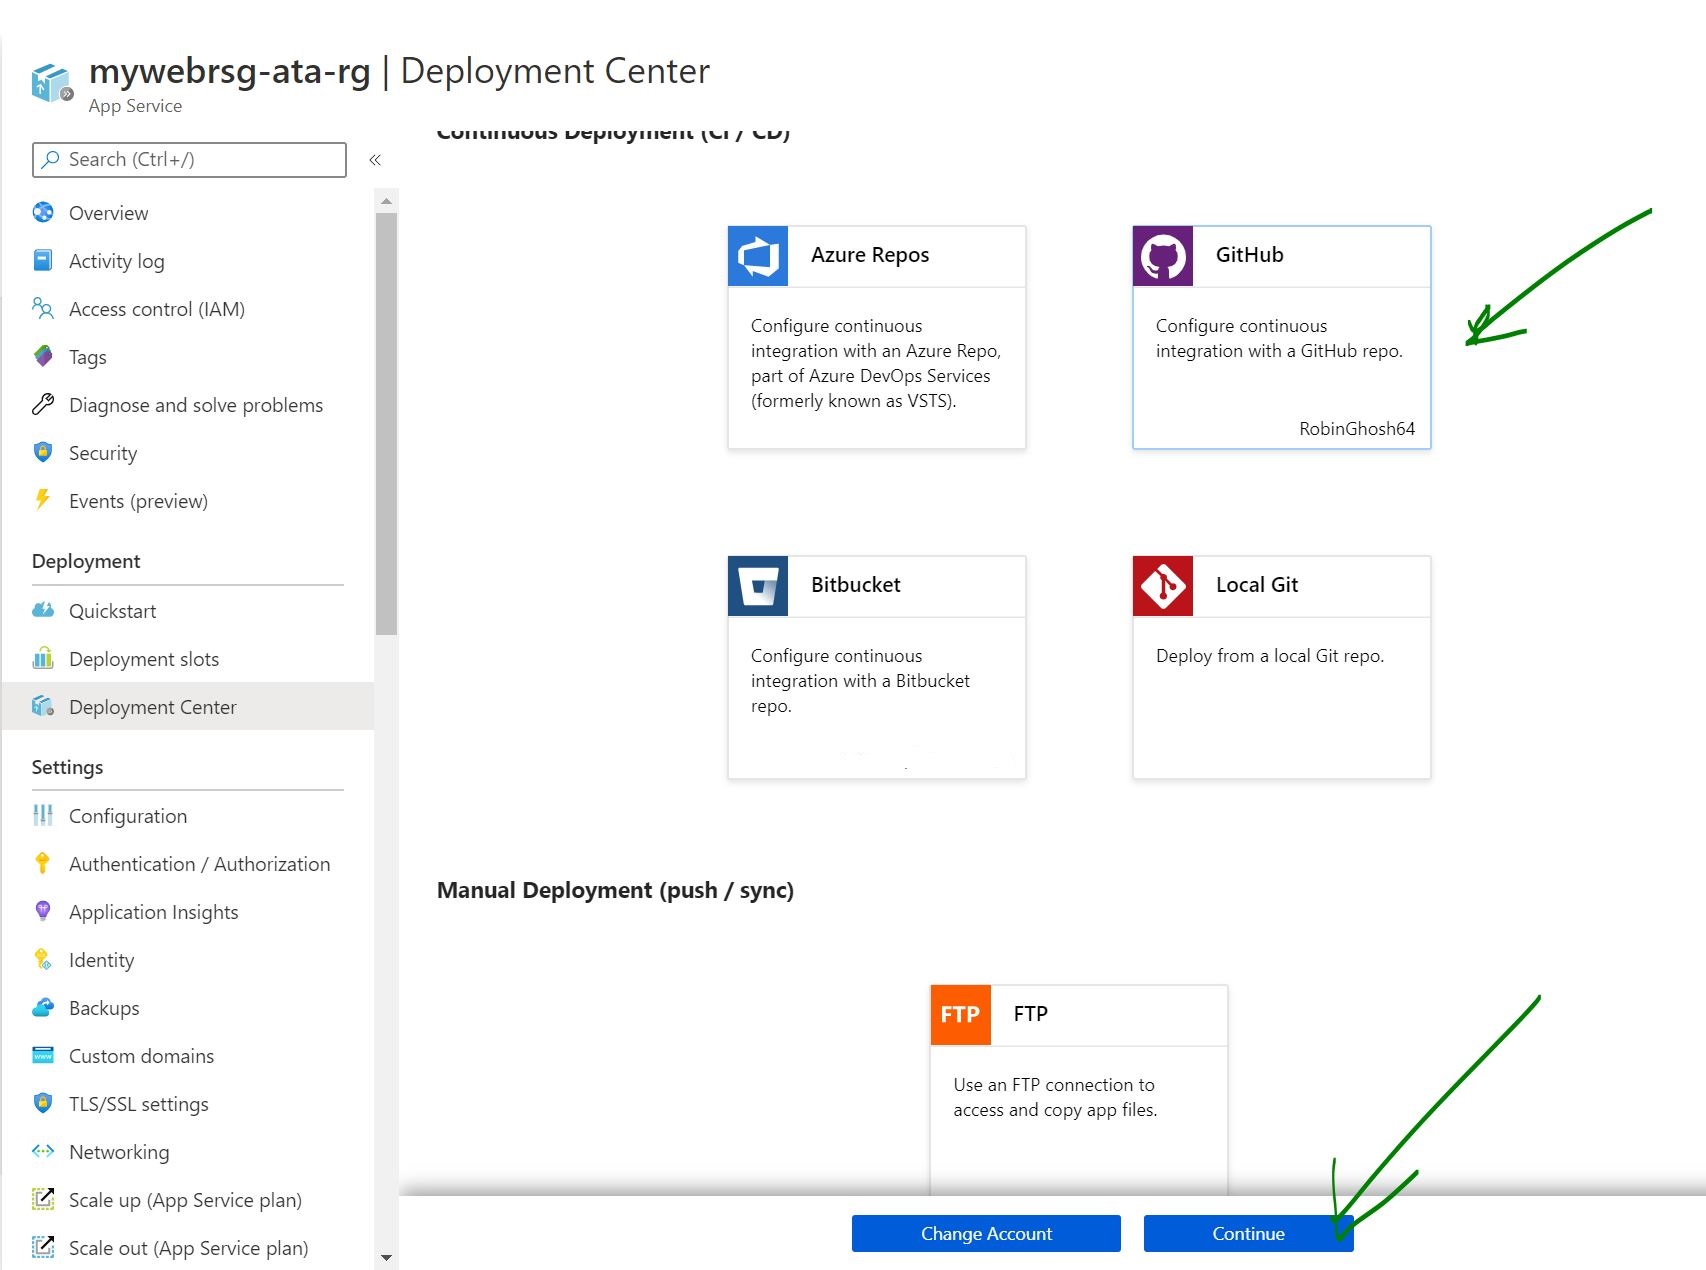 mywebrsg-ata-rg | Deployment Center
App Service
Search (Ctrl+/)
«
Overview
Activity log
Access control (IAM)
Tags
Diagnose and solve problems
Security
Events (preview)
Deployment
Quickstart
Deployment slots
Deployment Center
Settings
Configuration
Authentication / Authorization
Application Insights
Identity
Backups
Custom domains
TLS/SSL settings
Networking
Scale up (App Service plan)
Scale out (App Service plan)
Continuous Deployment (CI / CD)
Azure Repos
Configure continuous
integration with an Azure Repo,
part of Azure DevOps Services
(formerly known as VSTS).
GitHub
Configure continuous
integration with a GitHub repo.
RobinGhosh64
Bitbucket
Configure continuous
integration with a Bitbucket
repo.
Local Git
Deploy from a local Git repo.
Manual Deployment (push / sync)
FTP
FTP
Use an FTP connection to
access and copy app files.
Change Account
Continue